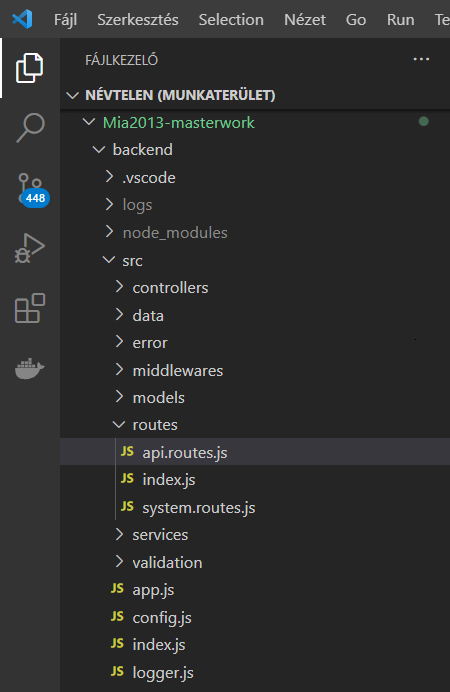 Fájl Szerkesztés Selection Nézet Go Run Te
FÁJLKEZELŐ
NÉVTELEN (MUNKATERÜLET)
Mia2013-masterwork
backend
.vscode
logs
448
node_modules
src
controllers
data
error
middlewares
models
routes
JS api.routes.js
JS index.js
JS system.routes.js
services
validation
JS app.js
JS config.js
JS index.js
JS logger.js